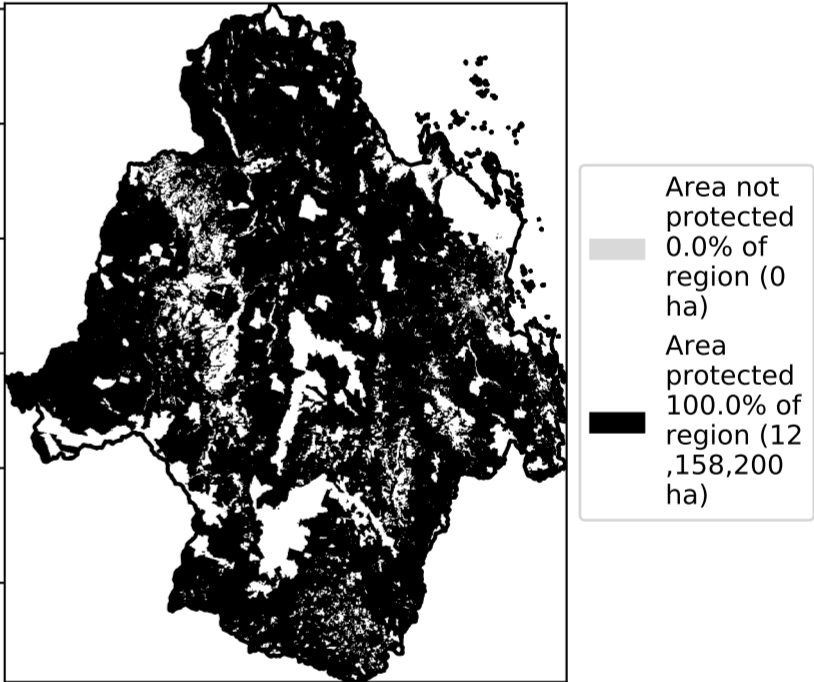 Area not
protected
0.0% of
region (0
ha)
Area
protected
100.0% of
region (12
,158,200
ha)